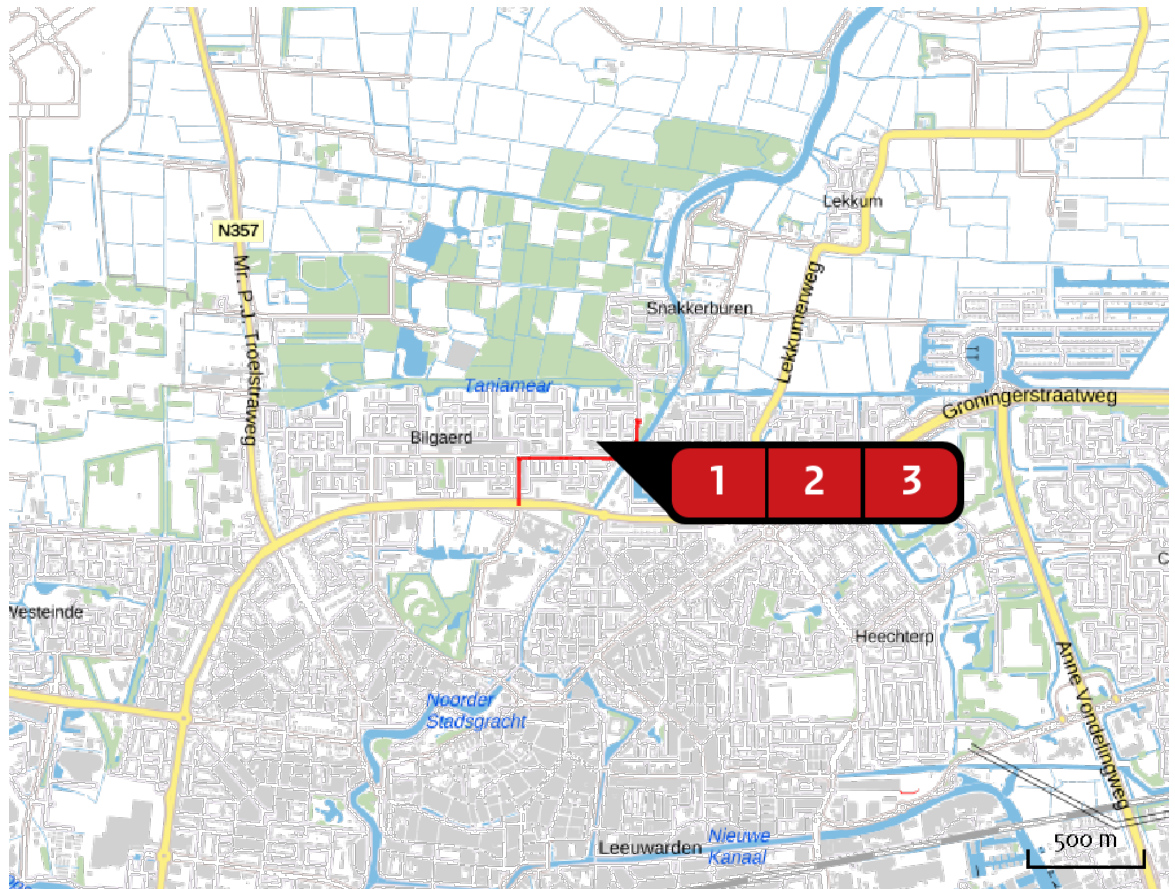 Lekkum
N357
Mr. P.J Troelstraweg
Lekkumerweg
Snakkerburen
Taniamear
Groningerstraatweg
Bilgaerd
1 2 3
Westeinde
Heechterp
Anne Vondelingweg
Noorder
Stadsgracht
500 m
Leeuwarden
Nieuwe
Kanaal